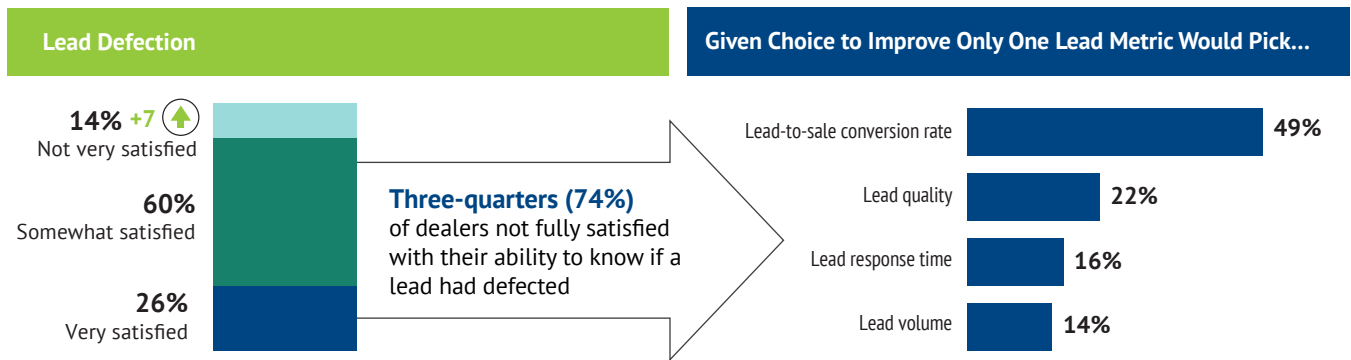 Lead Defection
14% +7
Not very satisfied
60%
Somewhat satisfied
26%
Very satisfied
Three-quarters (74%)
of dealers not fully satisfied
with their ability to know if a
lead had defected
Given Choice to Improve Only One Lead Metric Would Pick...
Lead-to-sale conversion rate 49%
Lead quality 22%
Lead response time 16%
Lead volume 14%